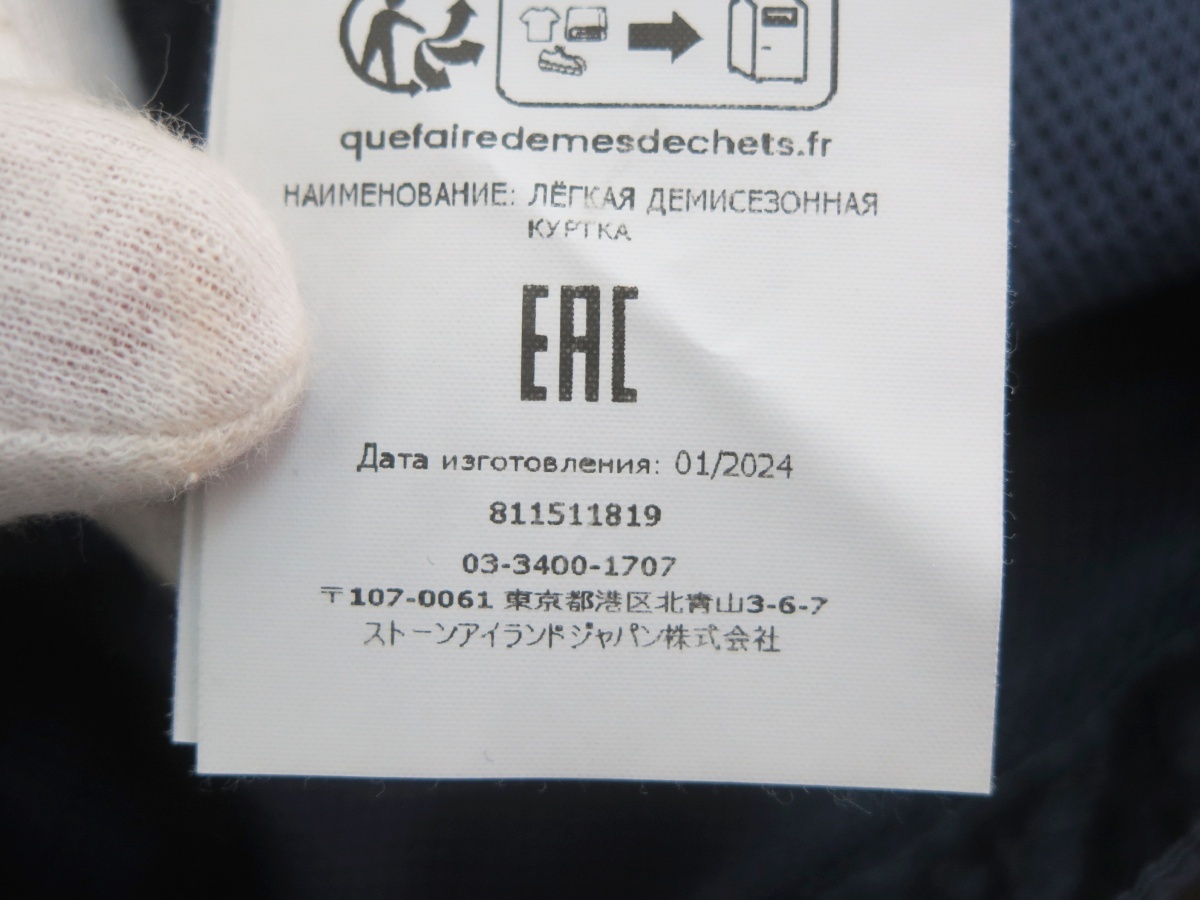 quefairedemesdechets.fr
НАИМЕНОВАНИЕ: ЛЁГКАЯ ДЕМИСЕЗОННАЯ
КУРТКА
EAC
Дата изготовления: 01/2024
811511819
03-3400-1707
〒107-0061 東京都港区北青山3-6-7
ストーンアイランドジャパン株式会社